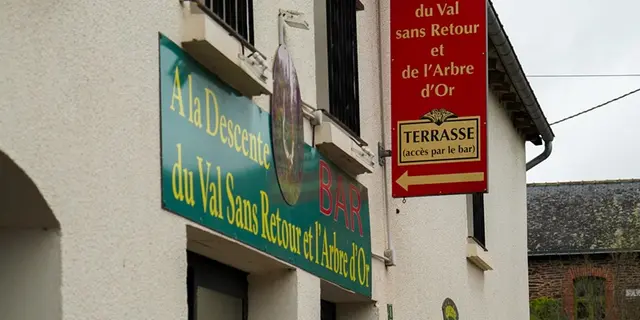 A la Descente
BAR
du Val Sans Retour et l'Arbre d'Or
du Val
sans Retour
et
de l'Arbre
d'Or
TERRASSE
(accès par le bar)